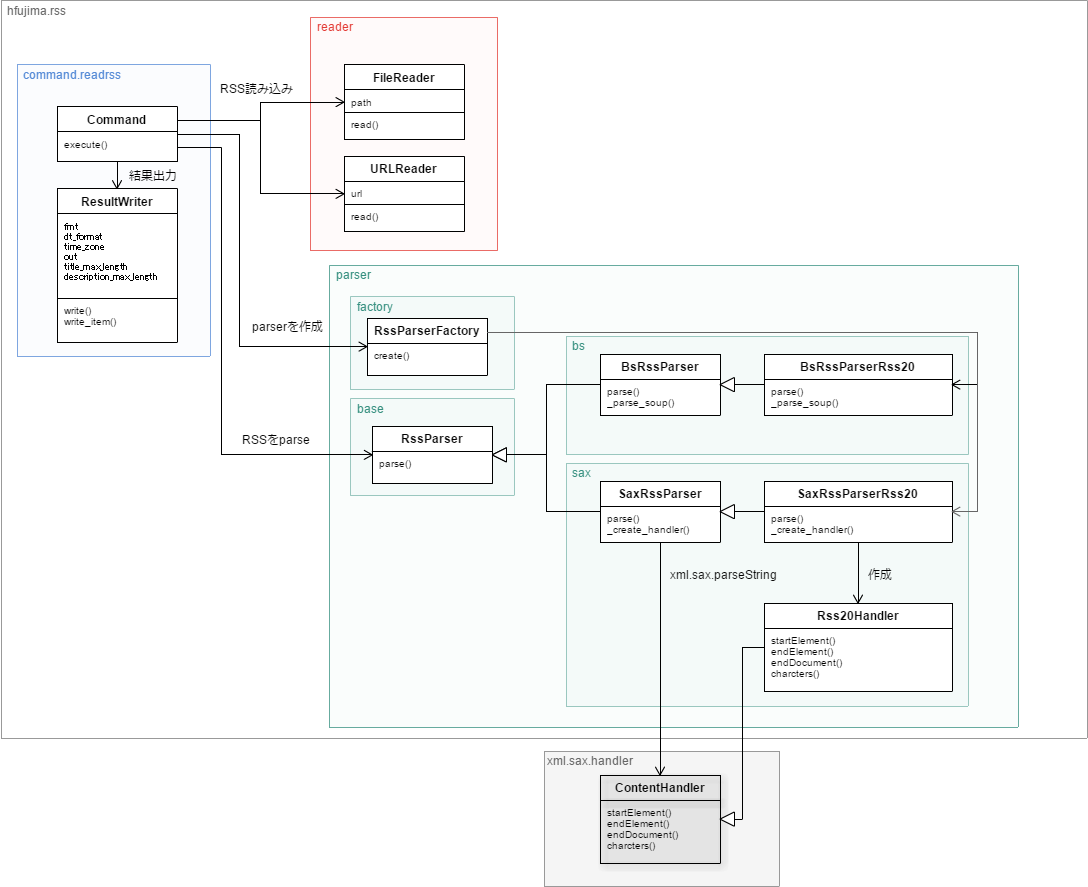 hfujima.rss
reader
command.readrss
FileReader
path
read()
RSS読み込み
Command
execute()
URLReader
url
read()
結果出力
ResultWriter
fmt
dt_format
time_zone
out
title_max_length
description_max_length
write()
write_item()
parser
factory
RssParserFactory
create()
parserを作成
bs
BsRssParser
parse()
_parse_soup()
BsRssParserRss20
parse()
_parse_soup()
base
RssParser
parse()
RSSをparse
sax
SaxRssParser
parse()
_create_handler()
SaxRssParserRss20
parse()
_create_handler()
xml.sax.parseString
作成
Rss20Handler
startElement()
endElement()
endDocument()
charcters()
xml.sax.handler
ContentHandler
startElement()
endElement()
endDocument()
charcters()